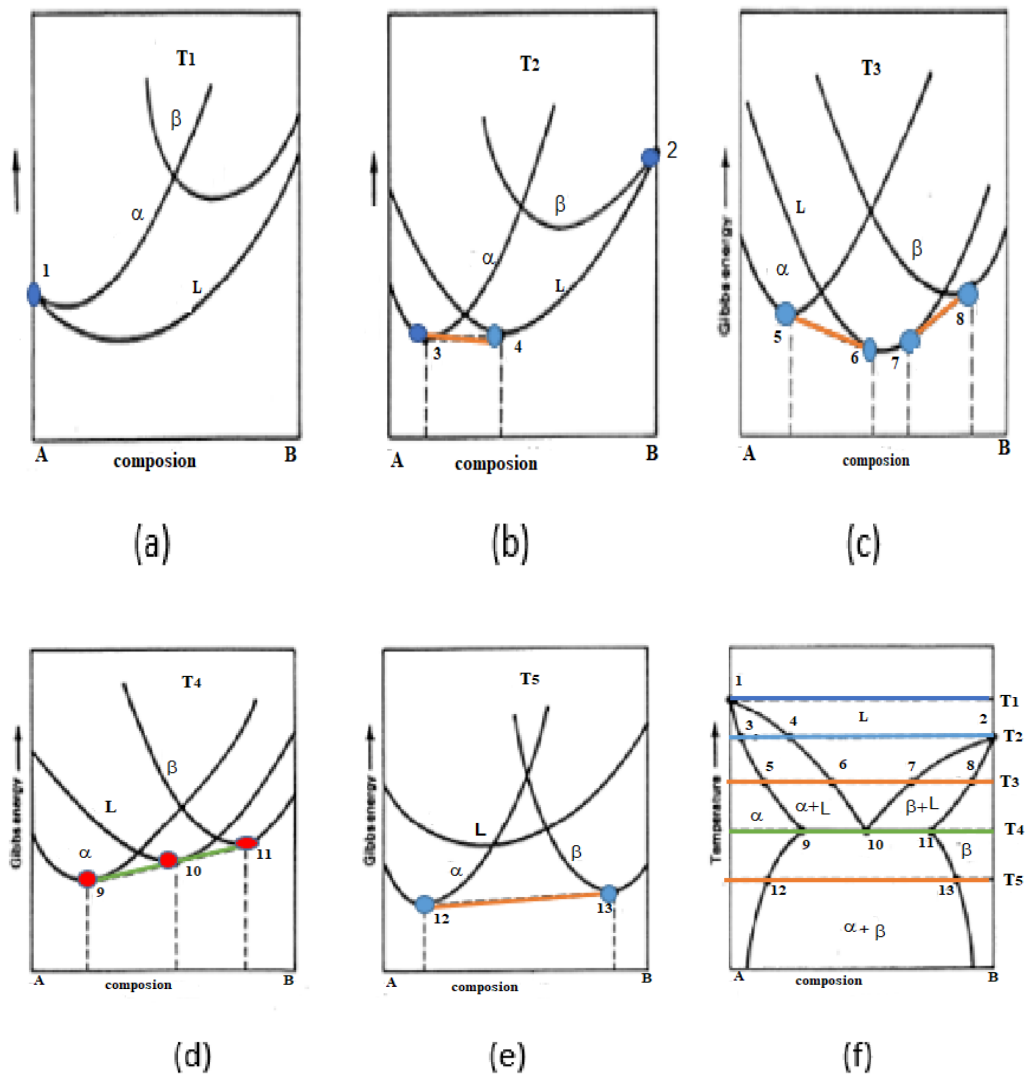 T1
β
α
1
L
A
B
composion
(a)
T2
2
β
α
L
3
4
A
B
composion
(b)
T3
L
β
α
Gibbs energy
5
6
7
8
A
B
composion
(c)
T4
β
L
α
Gibbs energy
9
10
11
A
B
composion
(d)
T5
L
β
α
Gibbs energy
12
13
A
B
composion
(e)
1
T1
L
3
4
2
T2
5
6
7
8
T3
Temperature
α
α+L
β+L
T4
9
10
11
β
12
13
T5
α + β
A
B
composion
(f)